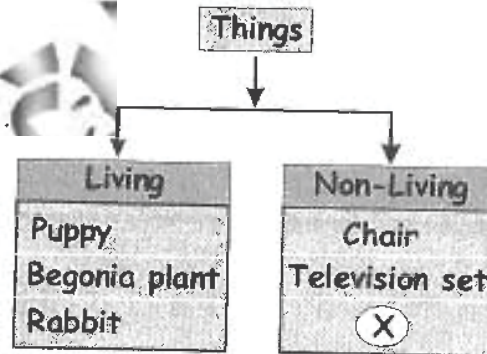 Things
Living
Puppy
Begonia plant
Rabbit
Non-Living
Chair
Television set
X